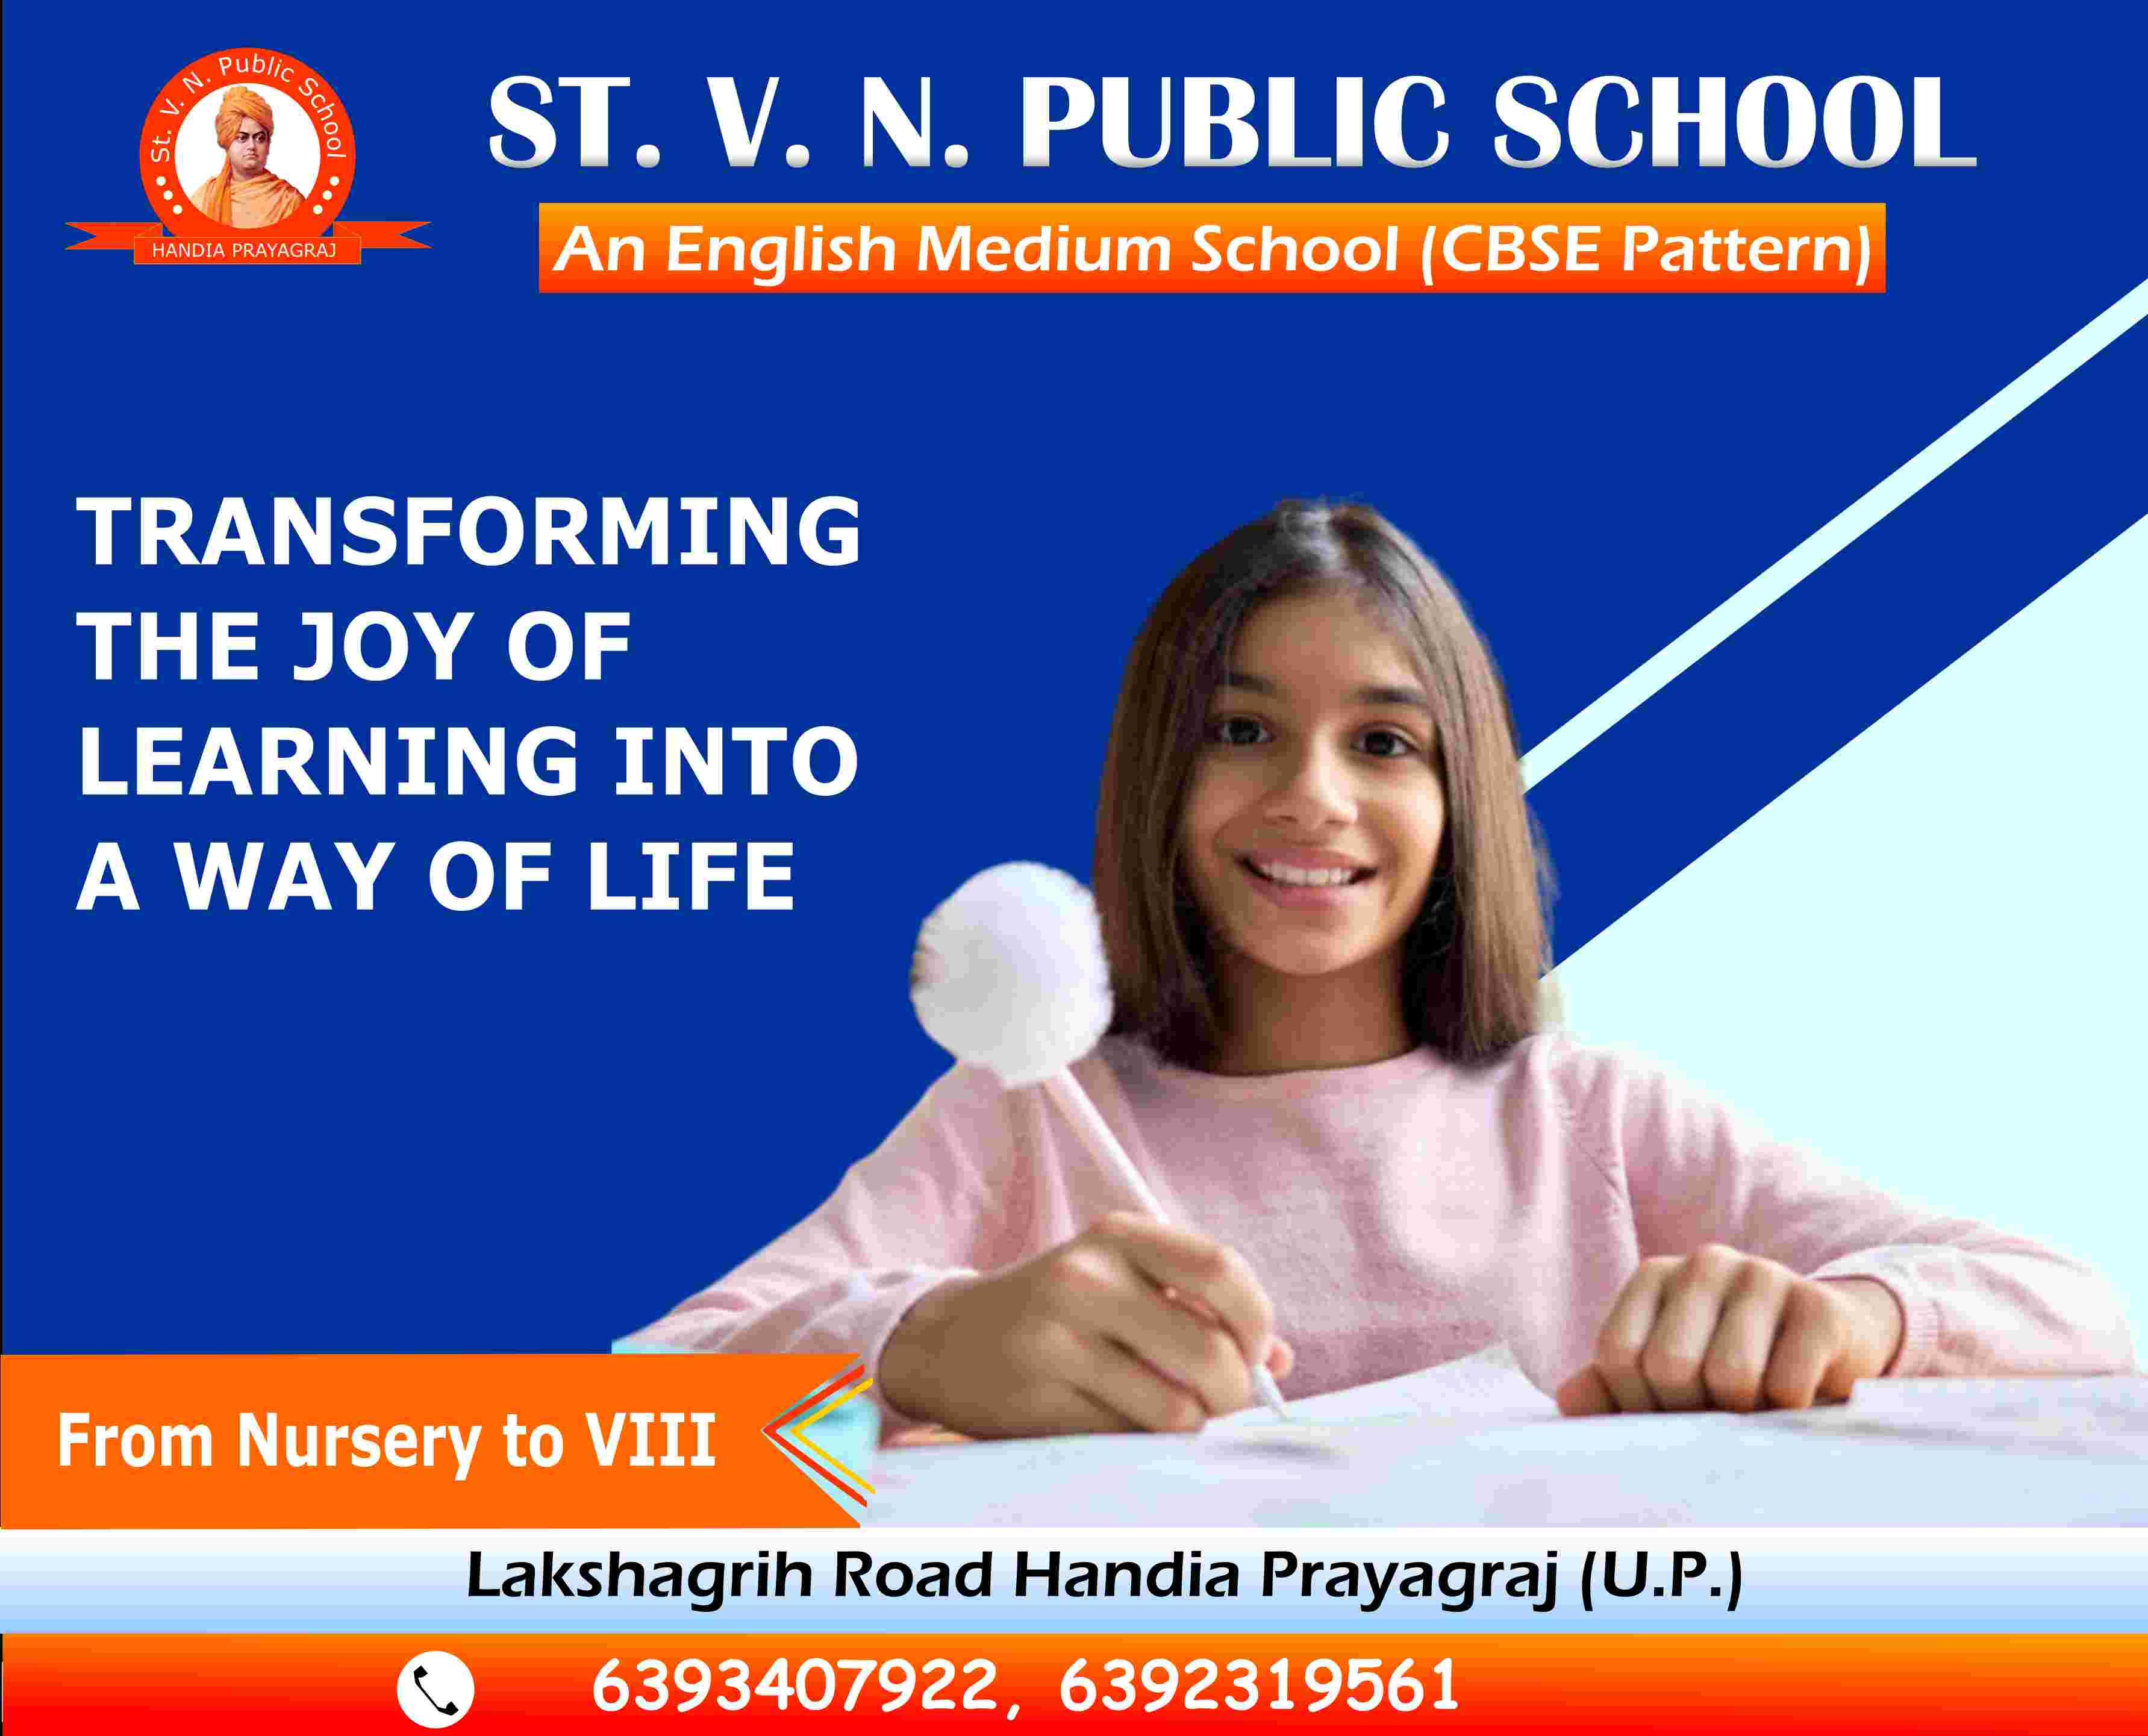 St. V. N. Public School
HANDIA PRAYAGRAJ
ST. V. N. PUBLIC SCHOOL
An English Medium School (CBSE Pattern)
TRANSFORMING
THE JOY OF
LEARNING INTO
A WAY OF LIFE
From Nursery to VIII
Lakshagrih Road Handia Prayagraj (U.P.)
6393407922, 6392319561